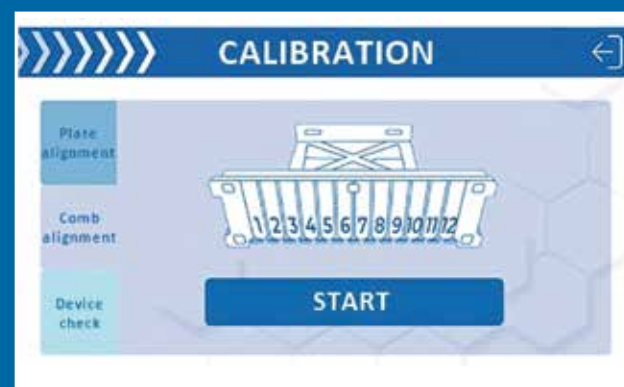 CALIBRATION
Plate
alignment
Comb
alignment
Device
check
1 2 3 4 5 6 7 8 9 10 11 12
START